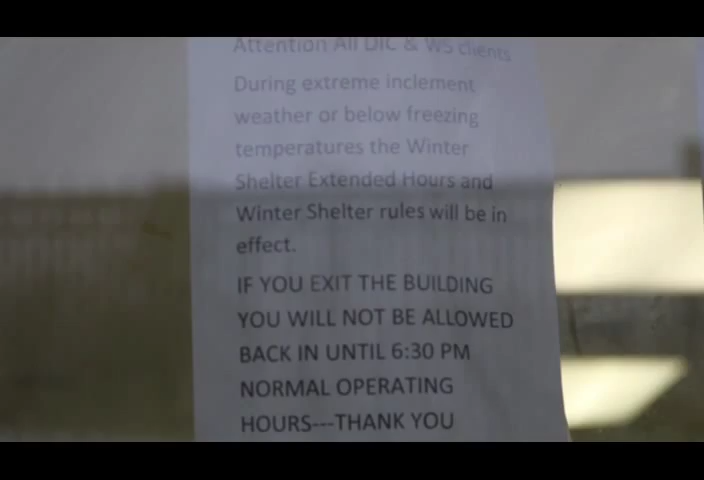 Attention All DIC & WS clients
During extreme inclement
weather or below freezing
temperatures the Winter
Shelter Extended Hours and
Winter Shelter rules will be in
effect.
IF YOU EXIT THE BUILDING
YOU WILL NOT BE ALLOWED
BACK IN UNTIL 6:30 PM
NORMAL OPERATING
HOURS---THANK YOU